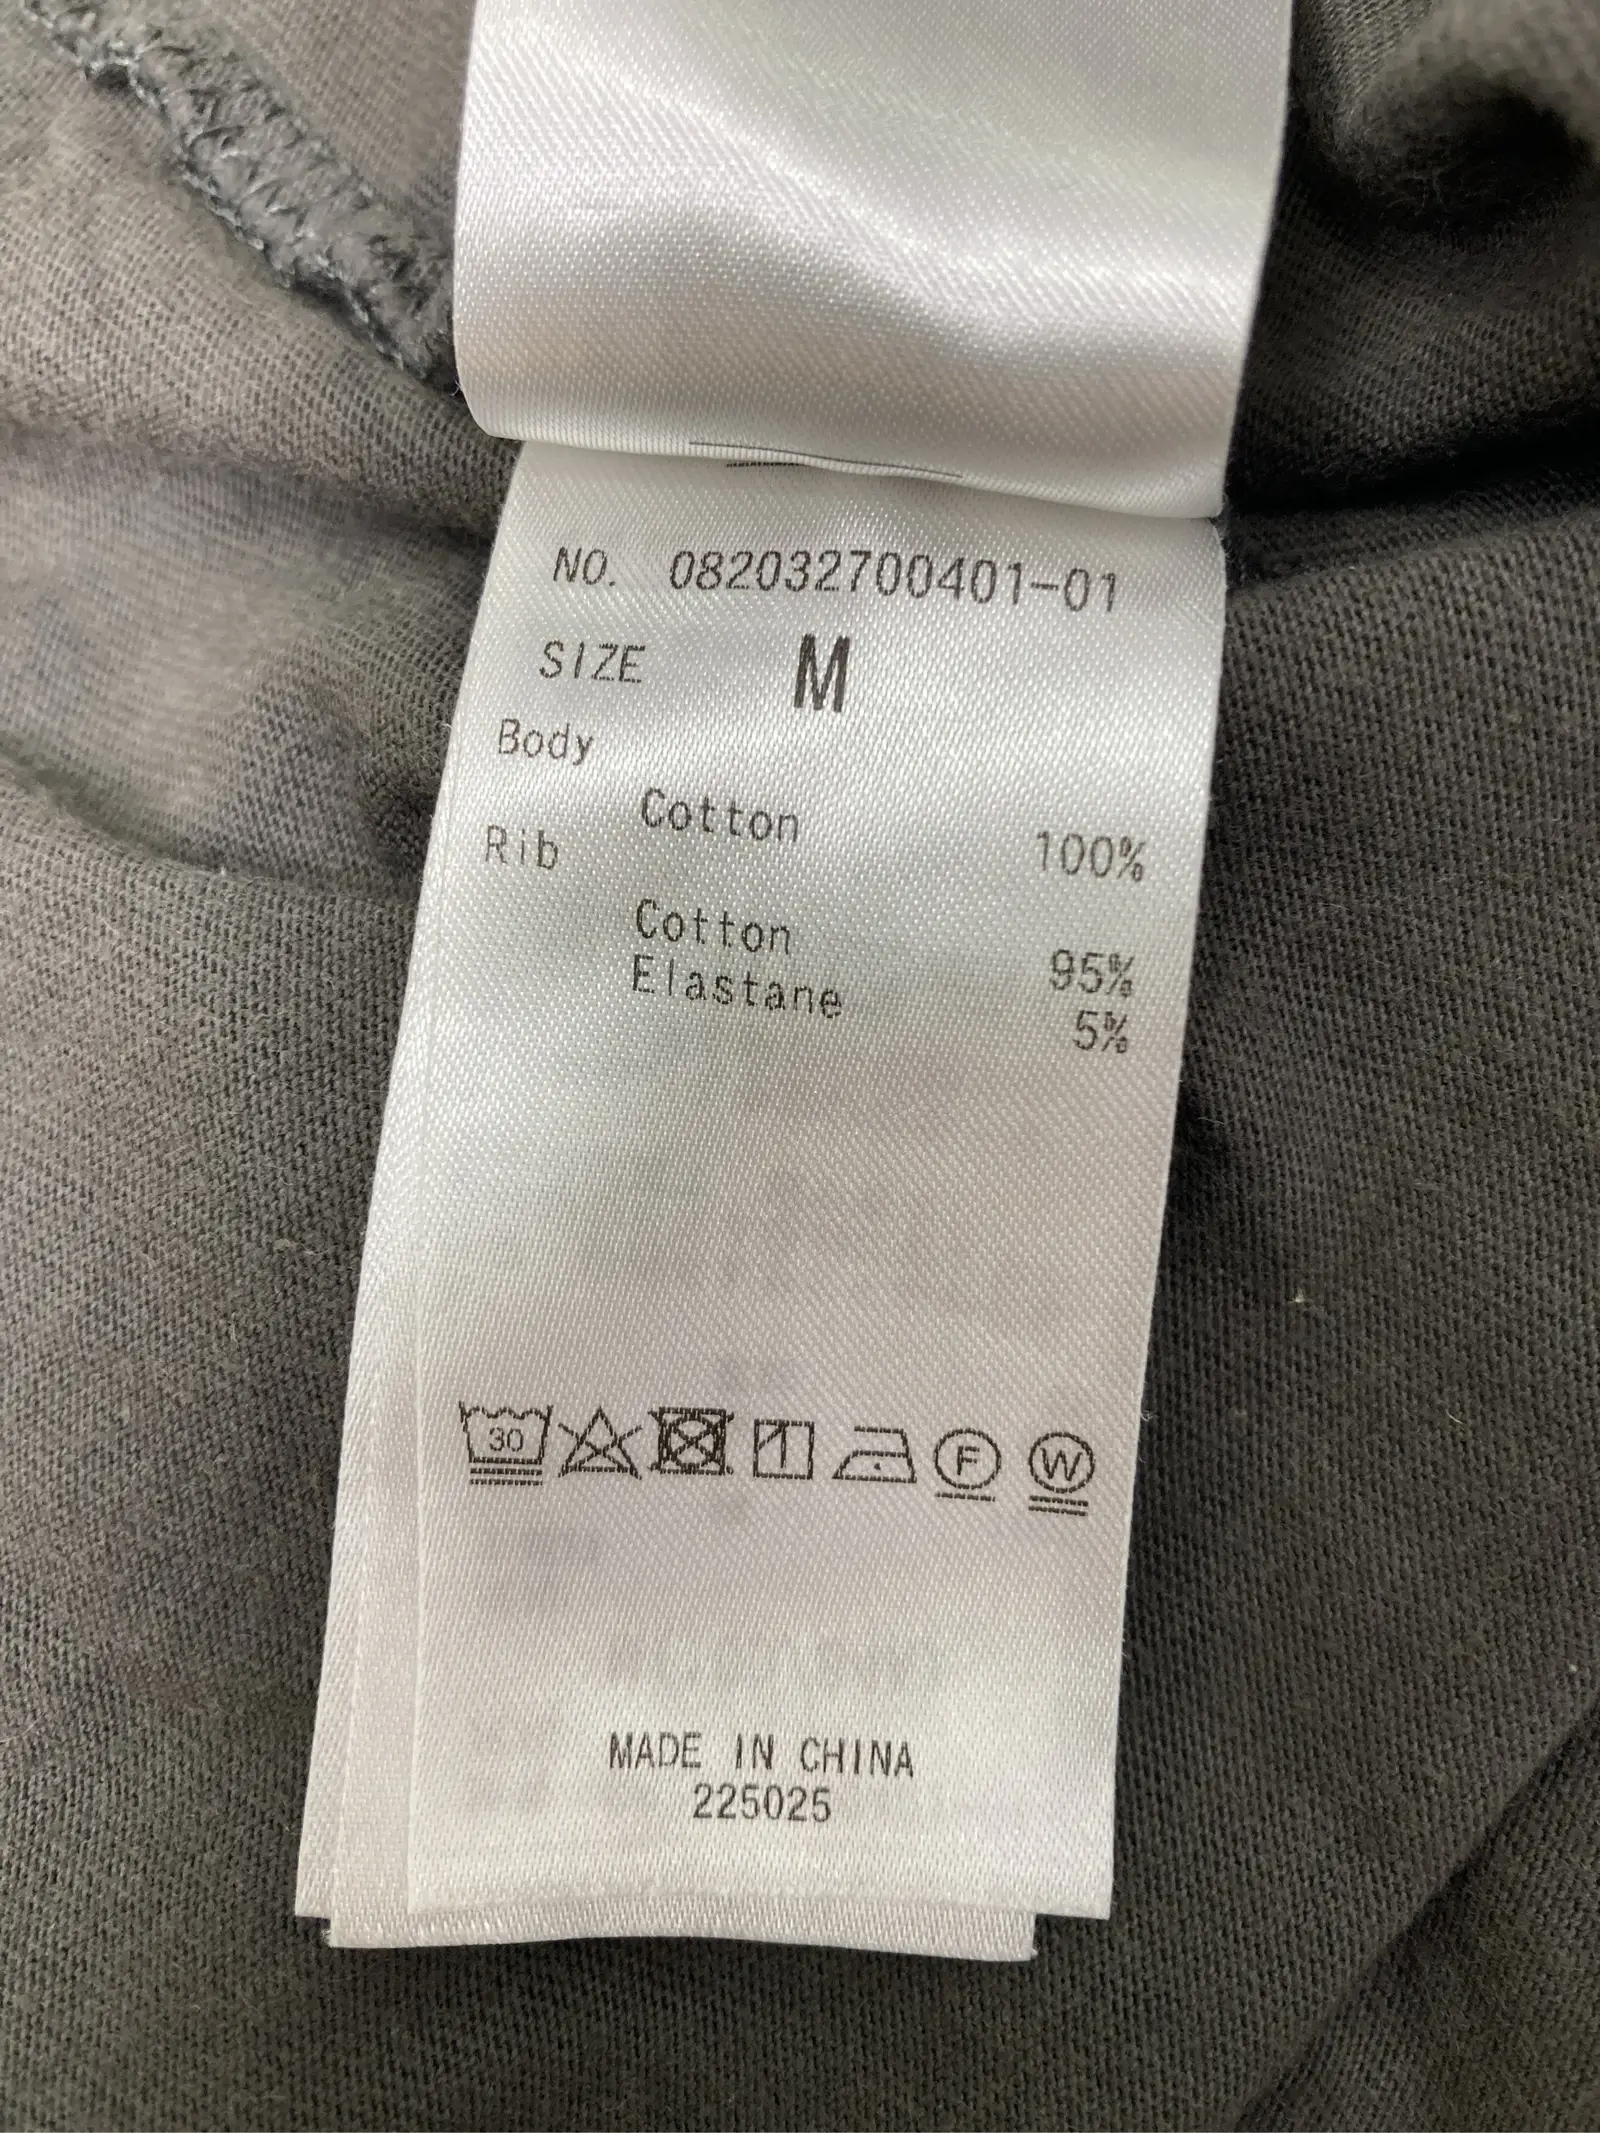 NO. 082032700401-01
SIZE M
Body
Cotton 100%
Rib
Cotton 95%
Elastane 5%
30
F
W
MADE IN CHINA
225025